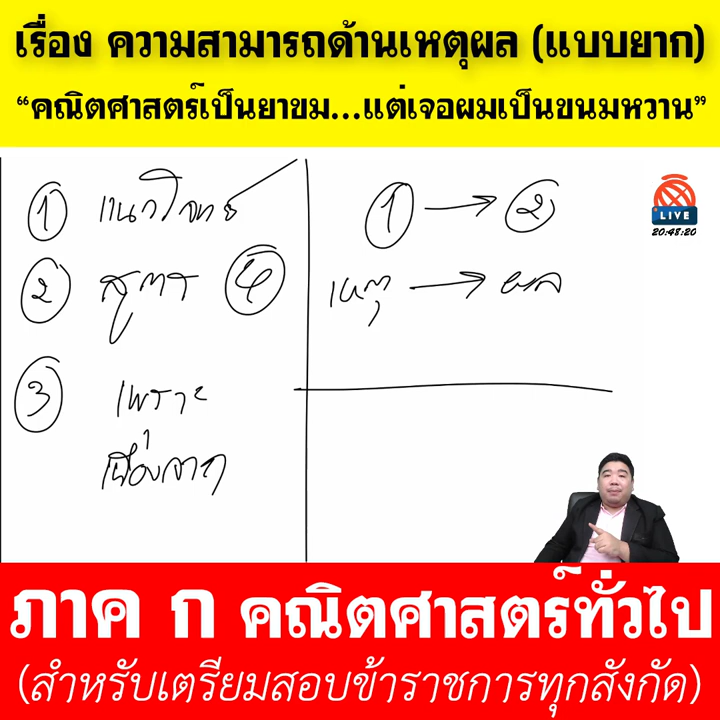 เรื่อง ความสามารถด้านเหตุผล (แบบยาก)
“คณิตศาสตร์เป็นยาขม...แต่เจอผมเป็นขนมหวาน”
1 แนวโจทย์
2 สูตร 4
3 เพราะ
เนื่องจาก
1 → 2
เหตุ → ผล
LIVE
20:48:20
ภาค ก คณิตศาสตร์ทั่วไป
(สำหรับเตรียมสอบข้าราชการทุกสังกัด)